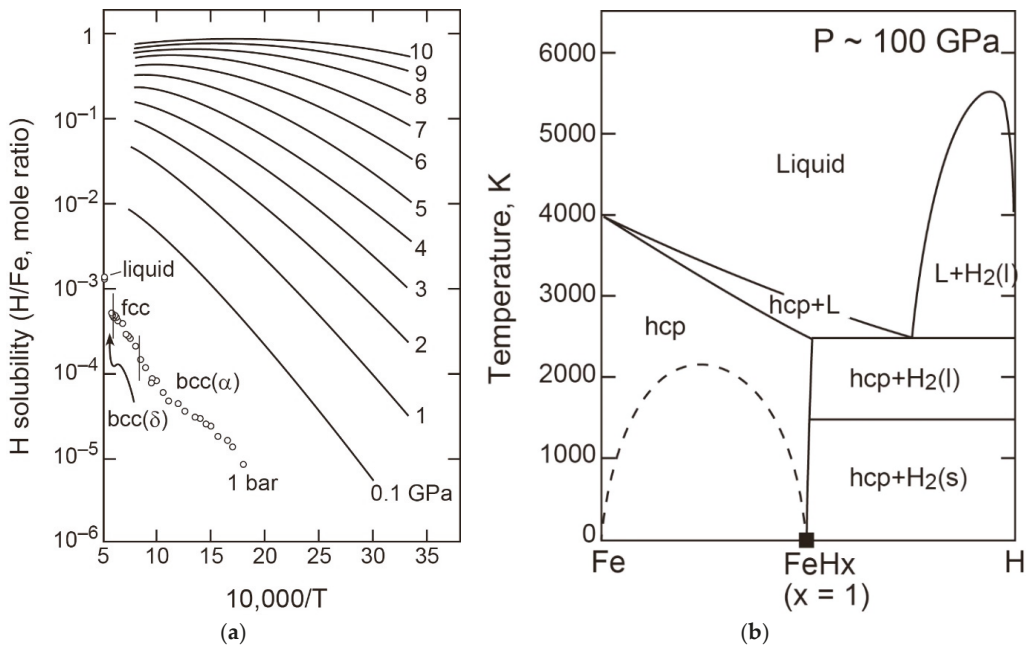 H solubility (H/Fe, mole ratio)
1
10⁻¹
10⁻²
10⁻³
10⁻⁴
10⁻⁵
10⁻⁶
10
9
8
7
6
5
4
3
2
1
0.1 GPa
liquid
fcc
bcc(α)
bcc(δ)
1 bar
5 10 15 20 25 30 35
10,000/T
(a)
P ~ 100 GPa
Temperature, K
6000
5000
4000
3000
2000
1000
0
Liquid
L+H₂(l)
hcp+L
hcp
hcp+H₂(l)
hcp+H₂(s)
Fe FeHx H
(x = 1)
(b)